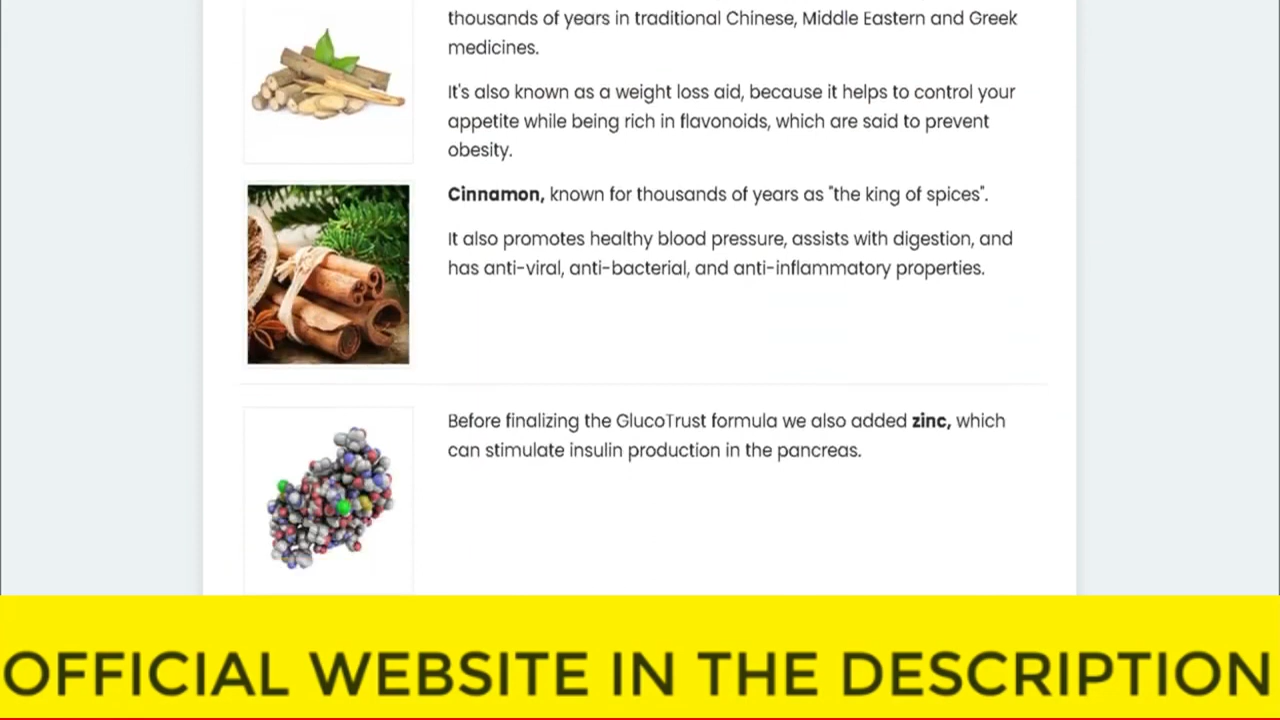 thousands of years in traditional Chinese, Middle Eastern and Greek
medicines.
It's also known as a weight loss aid, because it helps to control your
appetite while being rich in flavonoids, which are said to prevent
obesity.
Cinnamon, known for thousands of years as "the king of spices".
It also promotes healthy blood pressure, assists with digestion, and
has anti-viral, anti-bacterial, and anti-inflammatory properties.
Before finalizing the GlucoTrust formula we also added zinc, which
can stimulate insulin production in the pancreas.
OFFICIAL WEBSITE IN THE DESCRIPTION